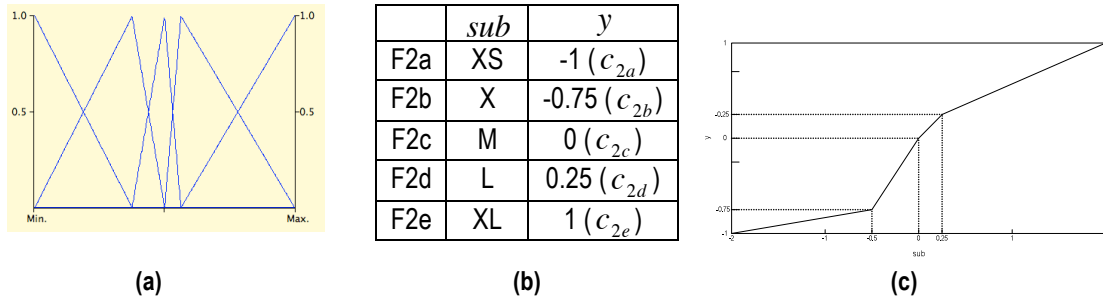 1.0
1.0
0.5
0.5
Min.
Max.
(a)
sub y
F2a XS -1 (c2a)
F2b X -0.75 (c2b)
F2c M 0 (c2c)
F2d L 0.25 (c2d)
F2e XL 1 (c2e)
(b)
1
-0.25
0
-0.75
-1
y
-2 -1 -0.5 0 0.25 1
sub
(c)